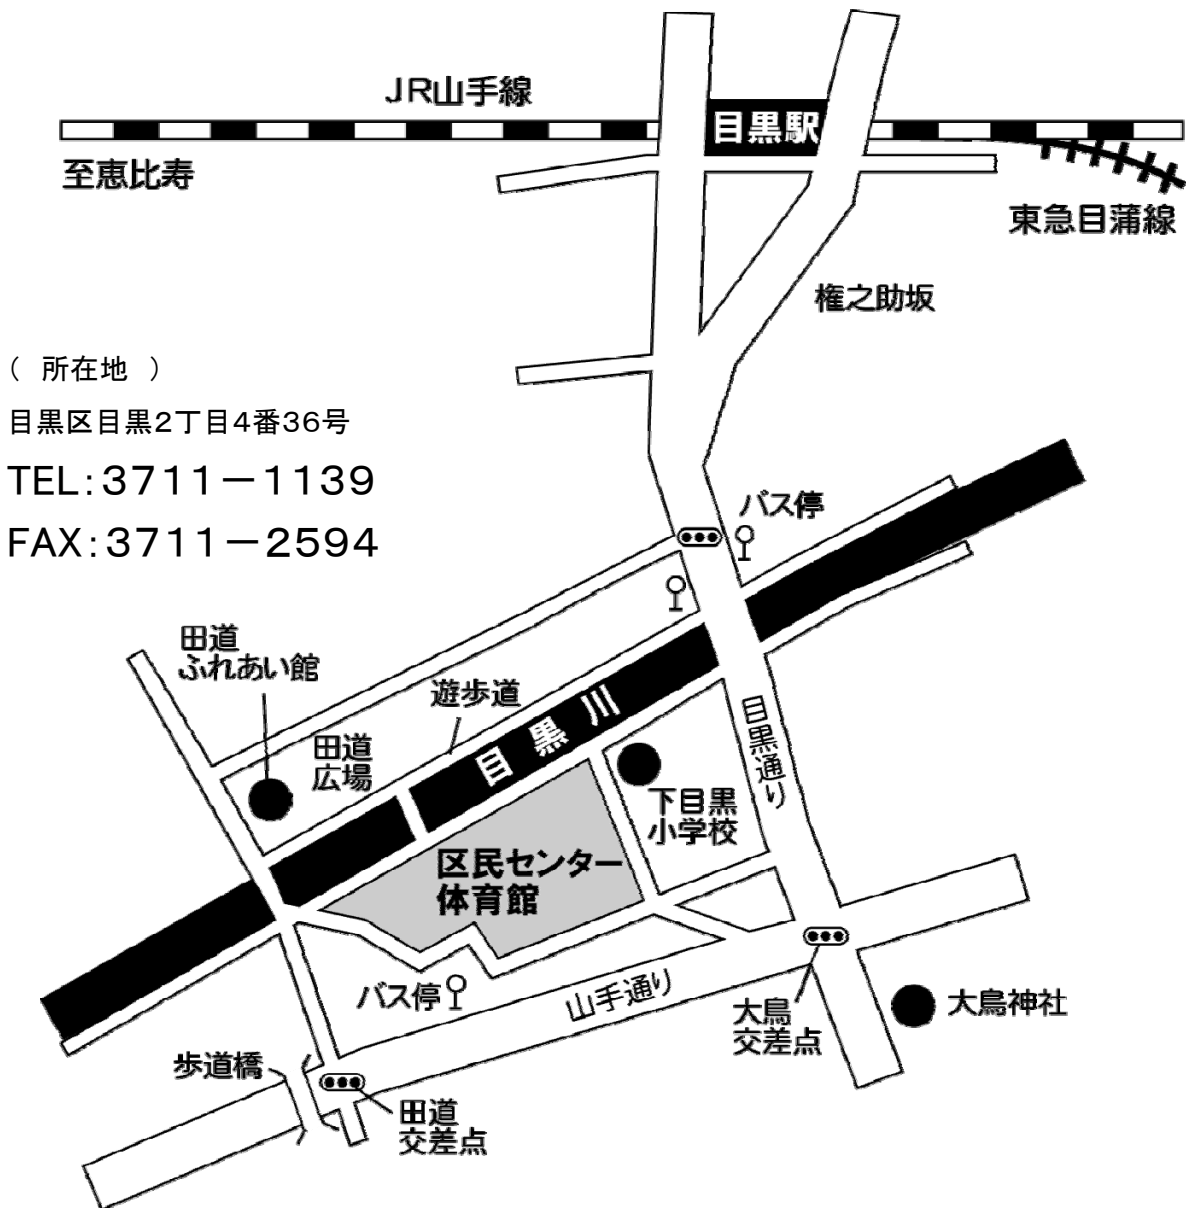 JR山手線
目黒駅
至恵比寿
東急目蒲線
権之助坂
( 所在地 )
目黒区目黒2丁目4番36号
TEL:3711－1139
FAX:3711－2594
バス停
田道
ふれあい館
遊歩道
目黒川
田道
広場
目黒通り
下目黒
小学校
区民センター
体育館
バス停
山手通り
大鳥
交差点
大鳥神社
歩道橋
田道
交差点